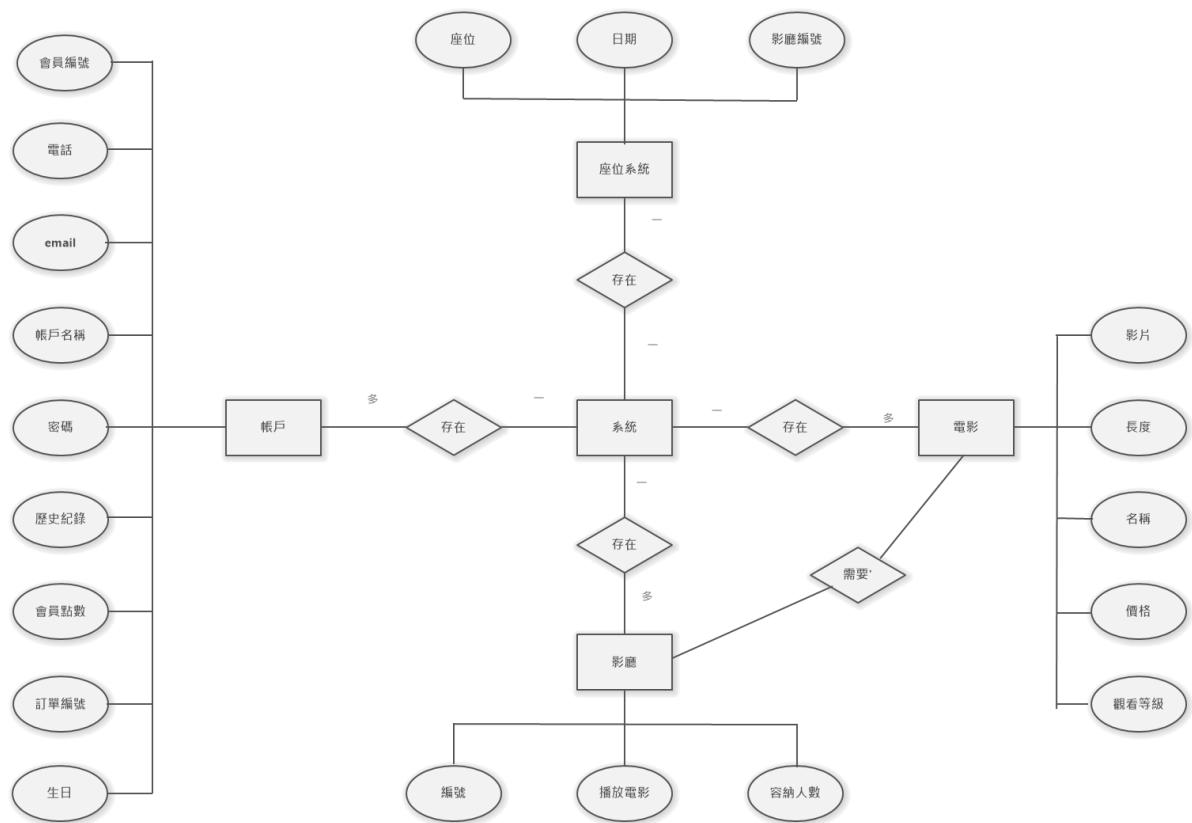 座位
日期
影廳編號
會員編號
電話
座位系統
一
email
存在
帳戶名稱
一
影片
多
一
一
多
密碼
帳戶
存在
系統
存在
電影
長度
一
歷史紀錄
名稱
存在
需要'
多
會員點數
價格
影廳
訂單編號
觀看等級
生日
編號
播放電影
容納人數